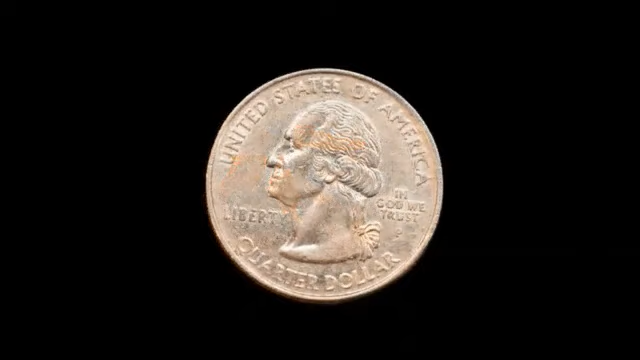 UNITED STATES OF AMERICA
LIBERTY
IN
GOD WE
TRUST
P
QUARTER DOLLAR